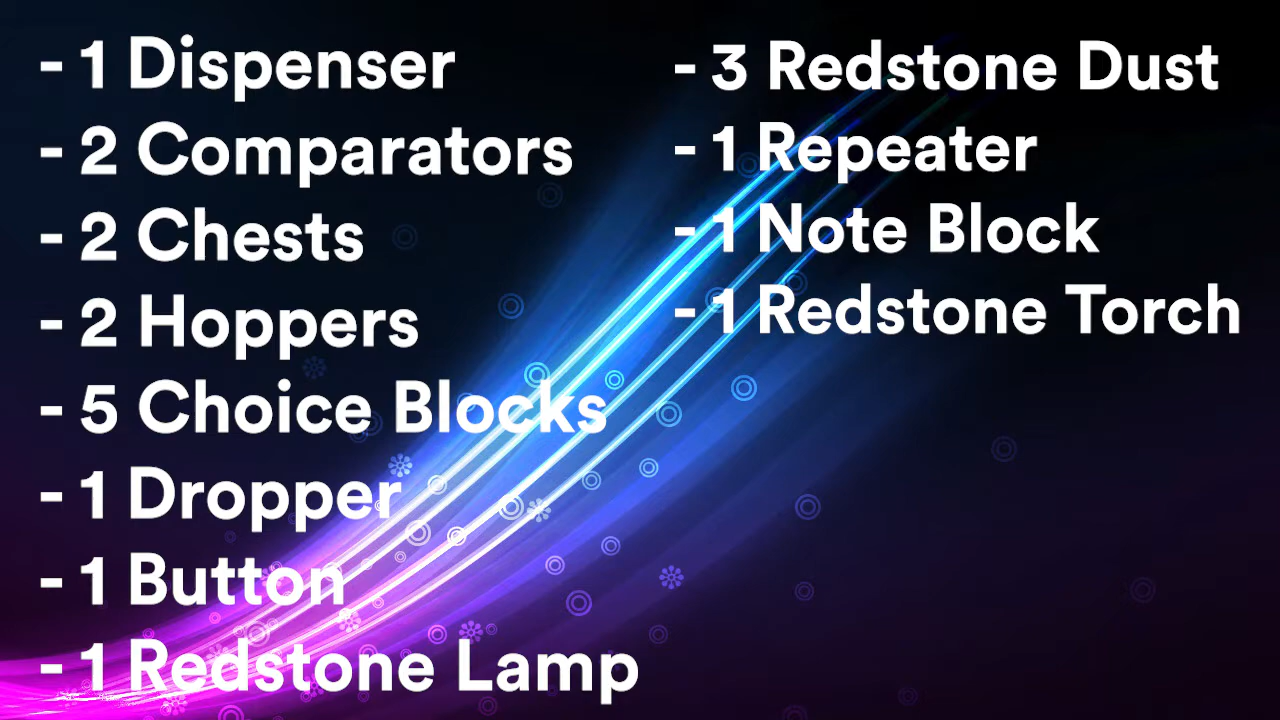 - 1 Dispenser
- 2 Comparators
- 2 Chests
- 2 Hoppers
- 5 Choice Blocks
- 1 Dropper
- 1 Button
- 1 Redstone Lamp
- 3 Redstone Dust
- 1 Repeater
- 1 Note Block
- 1 Redstone Torch